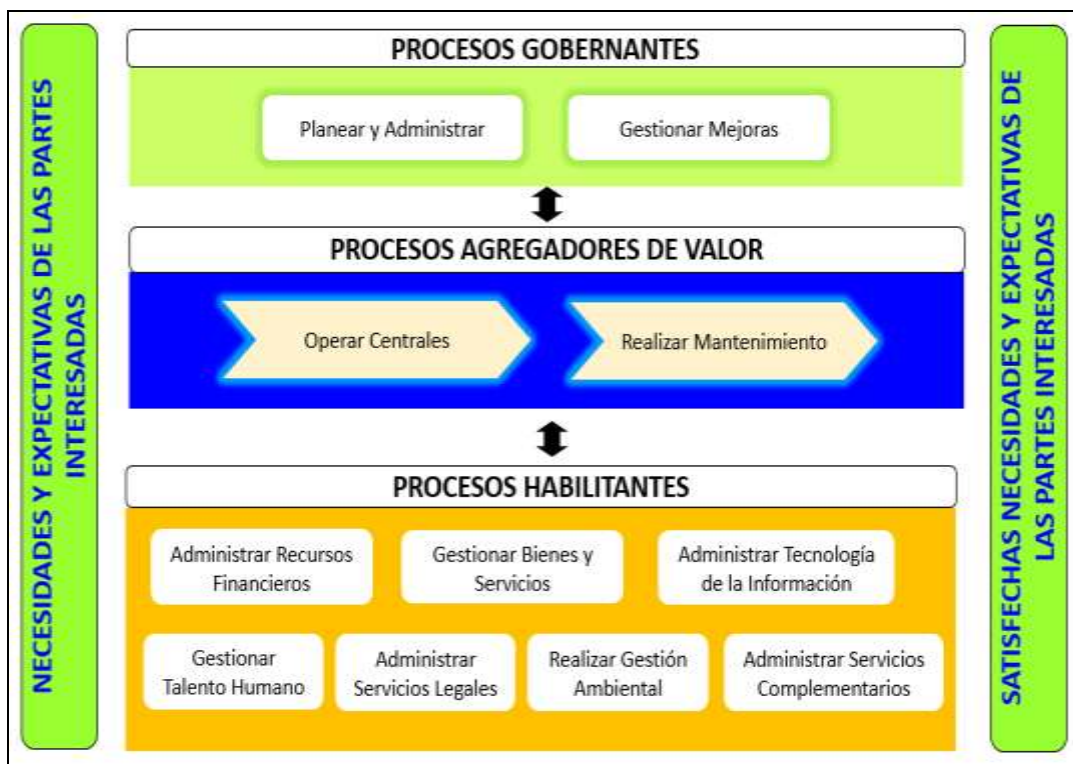 NECESIDADES Y EXPECTATIVAS DE LAS PARTES
INTERESADAS
PROCESOS GOBERNANTES
Planear y Administrar
Gestionar Mejoras
PROCESOS AGREGADORES DE VALOR
Operar Centrales
Realizar Mantenimiento
PROCESOS HABILITANTES
Administrar Recursos
Financieros
Gestionar Bienes y
Servicios
Administrar Tecnología
de la Información
Gestionar
Talento Humano
Administrar
Servicios Legales
Realizar Gestión
Ambiental
Administrar Servicios
Complementarios
SATISFECHAS NECESIDADES Y EXPECTATIVAS DE
LAS PARTES INTERESADAS